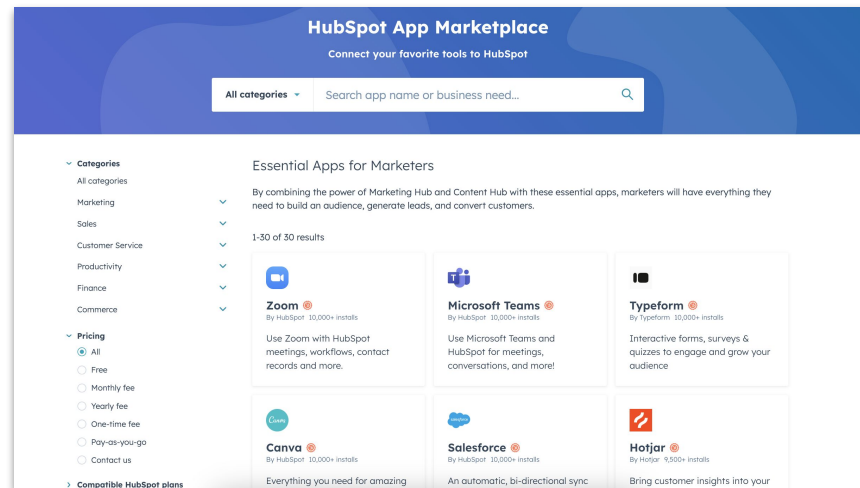 HubSpot App Marketplace
Connect your favorite tools to HubSpot
All categories
Search app name or business need...
Categories
All categories
Marketing
Sales
Customer Service
Productivity
Finance
Commerce
Pricing
All
Free
Monthly fee
Yearly fee
One-time fee
Pay-as-you-go
Contact us
Compatible HubSpot plans
Essential Apps for Marketers
By combining the power of Marketing Hub and Content Hub with these essential apps, marketers will have everything they
need to build an audience, generate leads, and convert customers.
1-30 of 30 results
Zoom
By HubSpot 10,000+ installs
Use Zoom with HubSpot
meetings, workflows, contact
records and more.
Microsoft Teams
By HubSpot 10,000+ installs
Use Microsoft Teams and
HubSpot for meetings,
conversations, and more!
Typeform
By Typeform 10,000+ installs
Interactive forms, surveys &
quizzes to engage and grow your
audience
Canva
Canva
By HubSpot 10,000+ installs
Everything you need for amazing
salesforce
Salesforce
By HubSpot 10,000+ installs
An automatic, bi-directional sync
Hotjar
By Hotjar 9,500+ installs
Bring customer insights into your